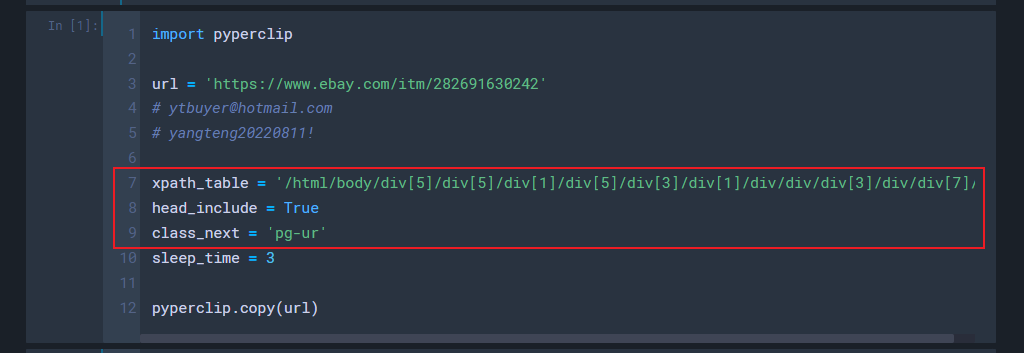 In [1]:
1 import pyperclip
2
3 url = 'https://www.ebay.com/itm/282691630242'
4 # ytbuyer@hotmail.com
5 # yangteng20220811!
6
7 xpath_table = '/html/body/div[5]/div[5]/div[1]/div[5]/div[3]/div[1]/div/div/div[3]/div/div[7]/
8 head_include = True
9 class_next = 'pg-ur'
10 sleep_time = 3
11
12 pyperclip.copy(url)